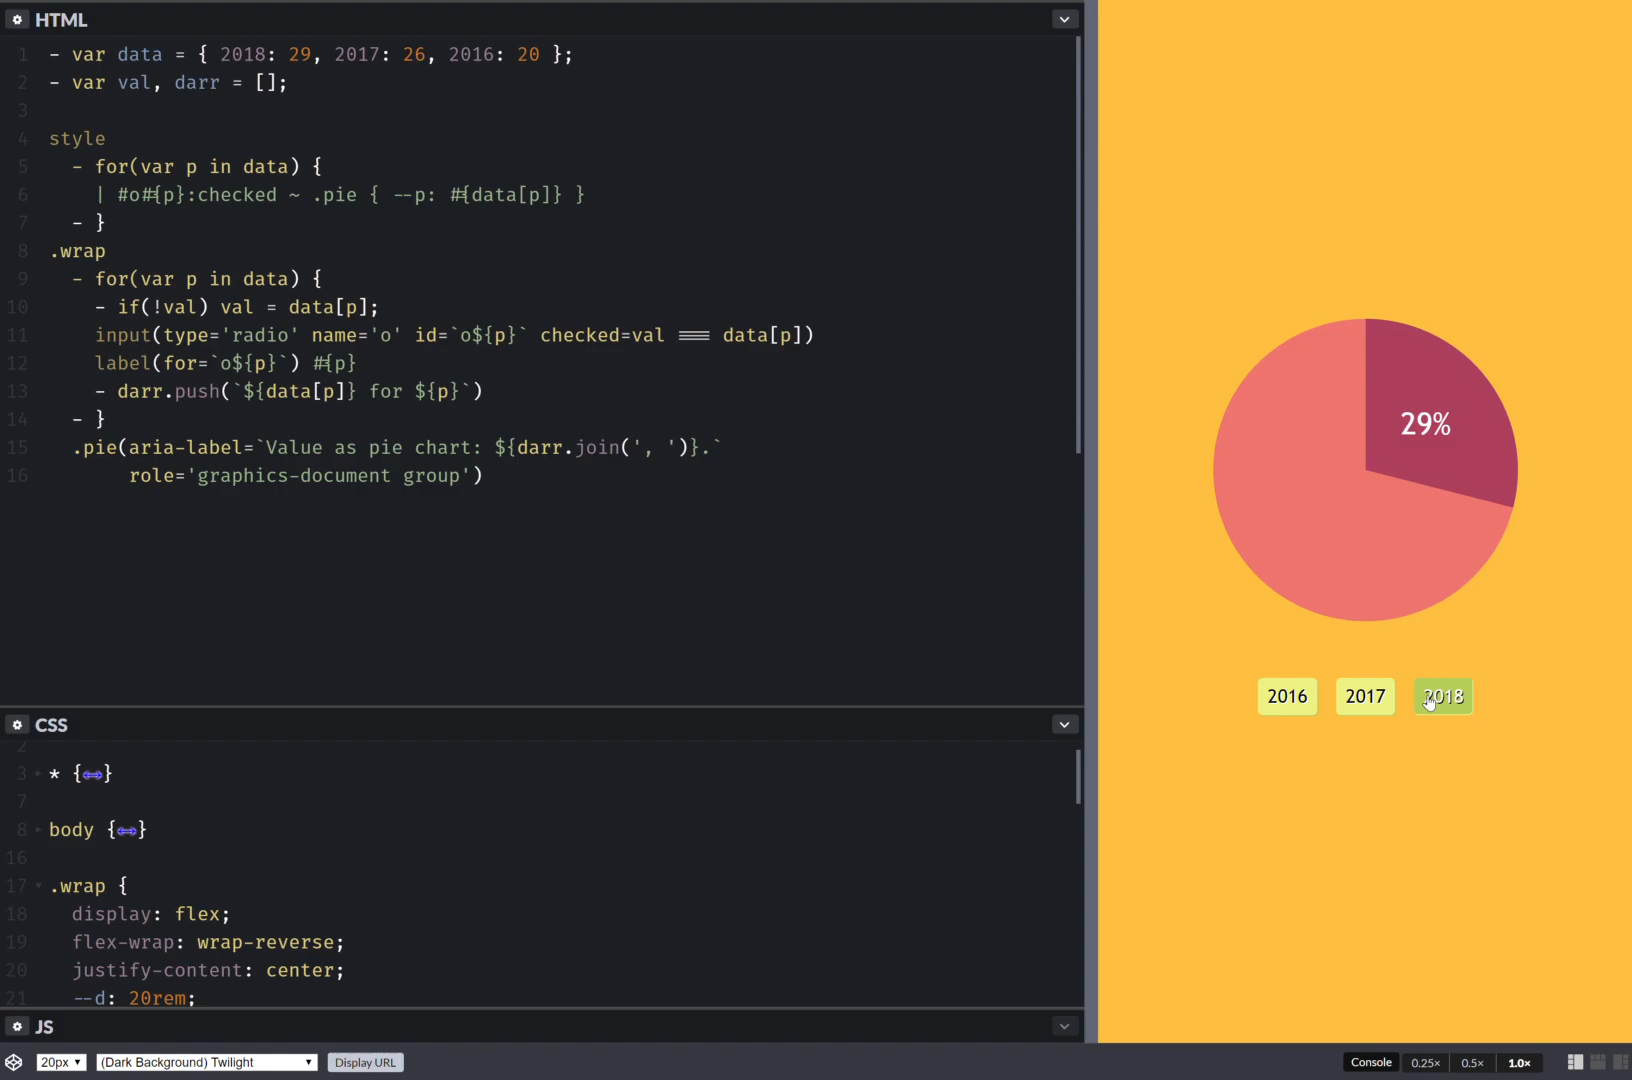 HTML
1 - var data = { 2018: 29, 2017: 26, 2016: 20 };
2 - var val, darr = [];
3
4 style
5 - for(var p in data) {
6 | #o#{p}:checked ~ .pie { --p: #{data[p]} }
7 - }
8 .wrap
9 - for(var p in data) {
10 - if(!val) val = data[p];
11 input(type='radio' name='o' id=`o${p}` checked=val === data[p])
12 label(for=`o${p}`) #{p}
13 - darr.push(`${data[p]} for ${p}`)
14 - }
15 .pie(aria-label=`Value as pie chart: ${darr.join(', ')}.`
16 role='graphics-document group')
CSS
2
3 * {↔}
7
8 body {↔}
16
17 .wrap {
18 display: flex;
19 flex-wrap: wrap-reverse;
20 justify-content: center;
21 --d: 20rem;
JS
20px
(Dark Background) Twilight
Display URL
29%
2016 2017 2018
Console 0.25× 0.5× 1.0×